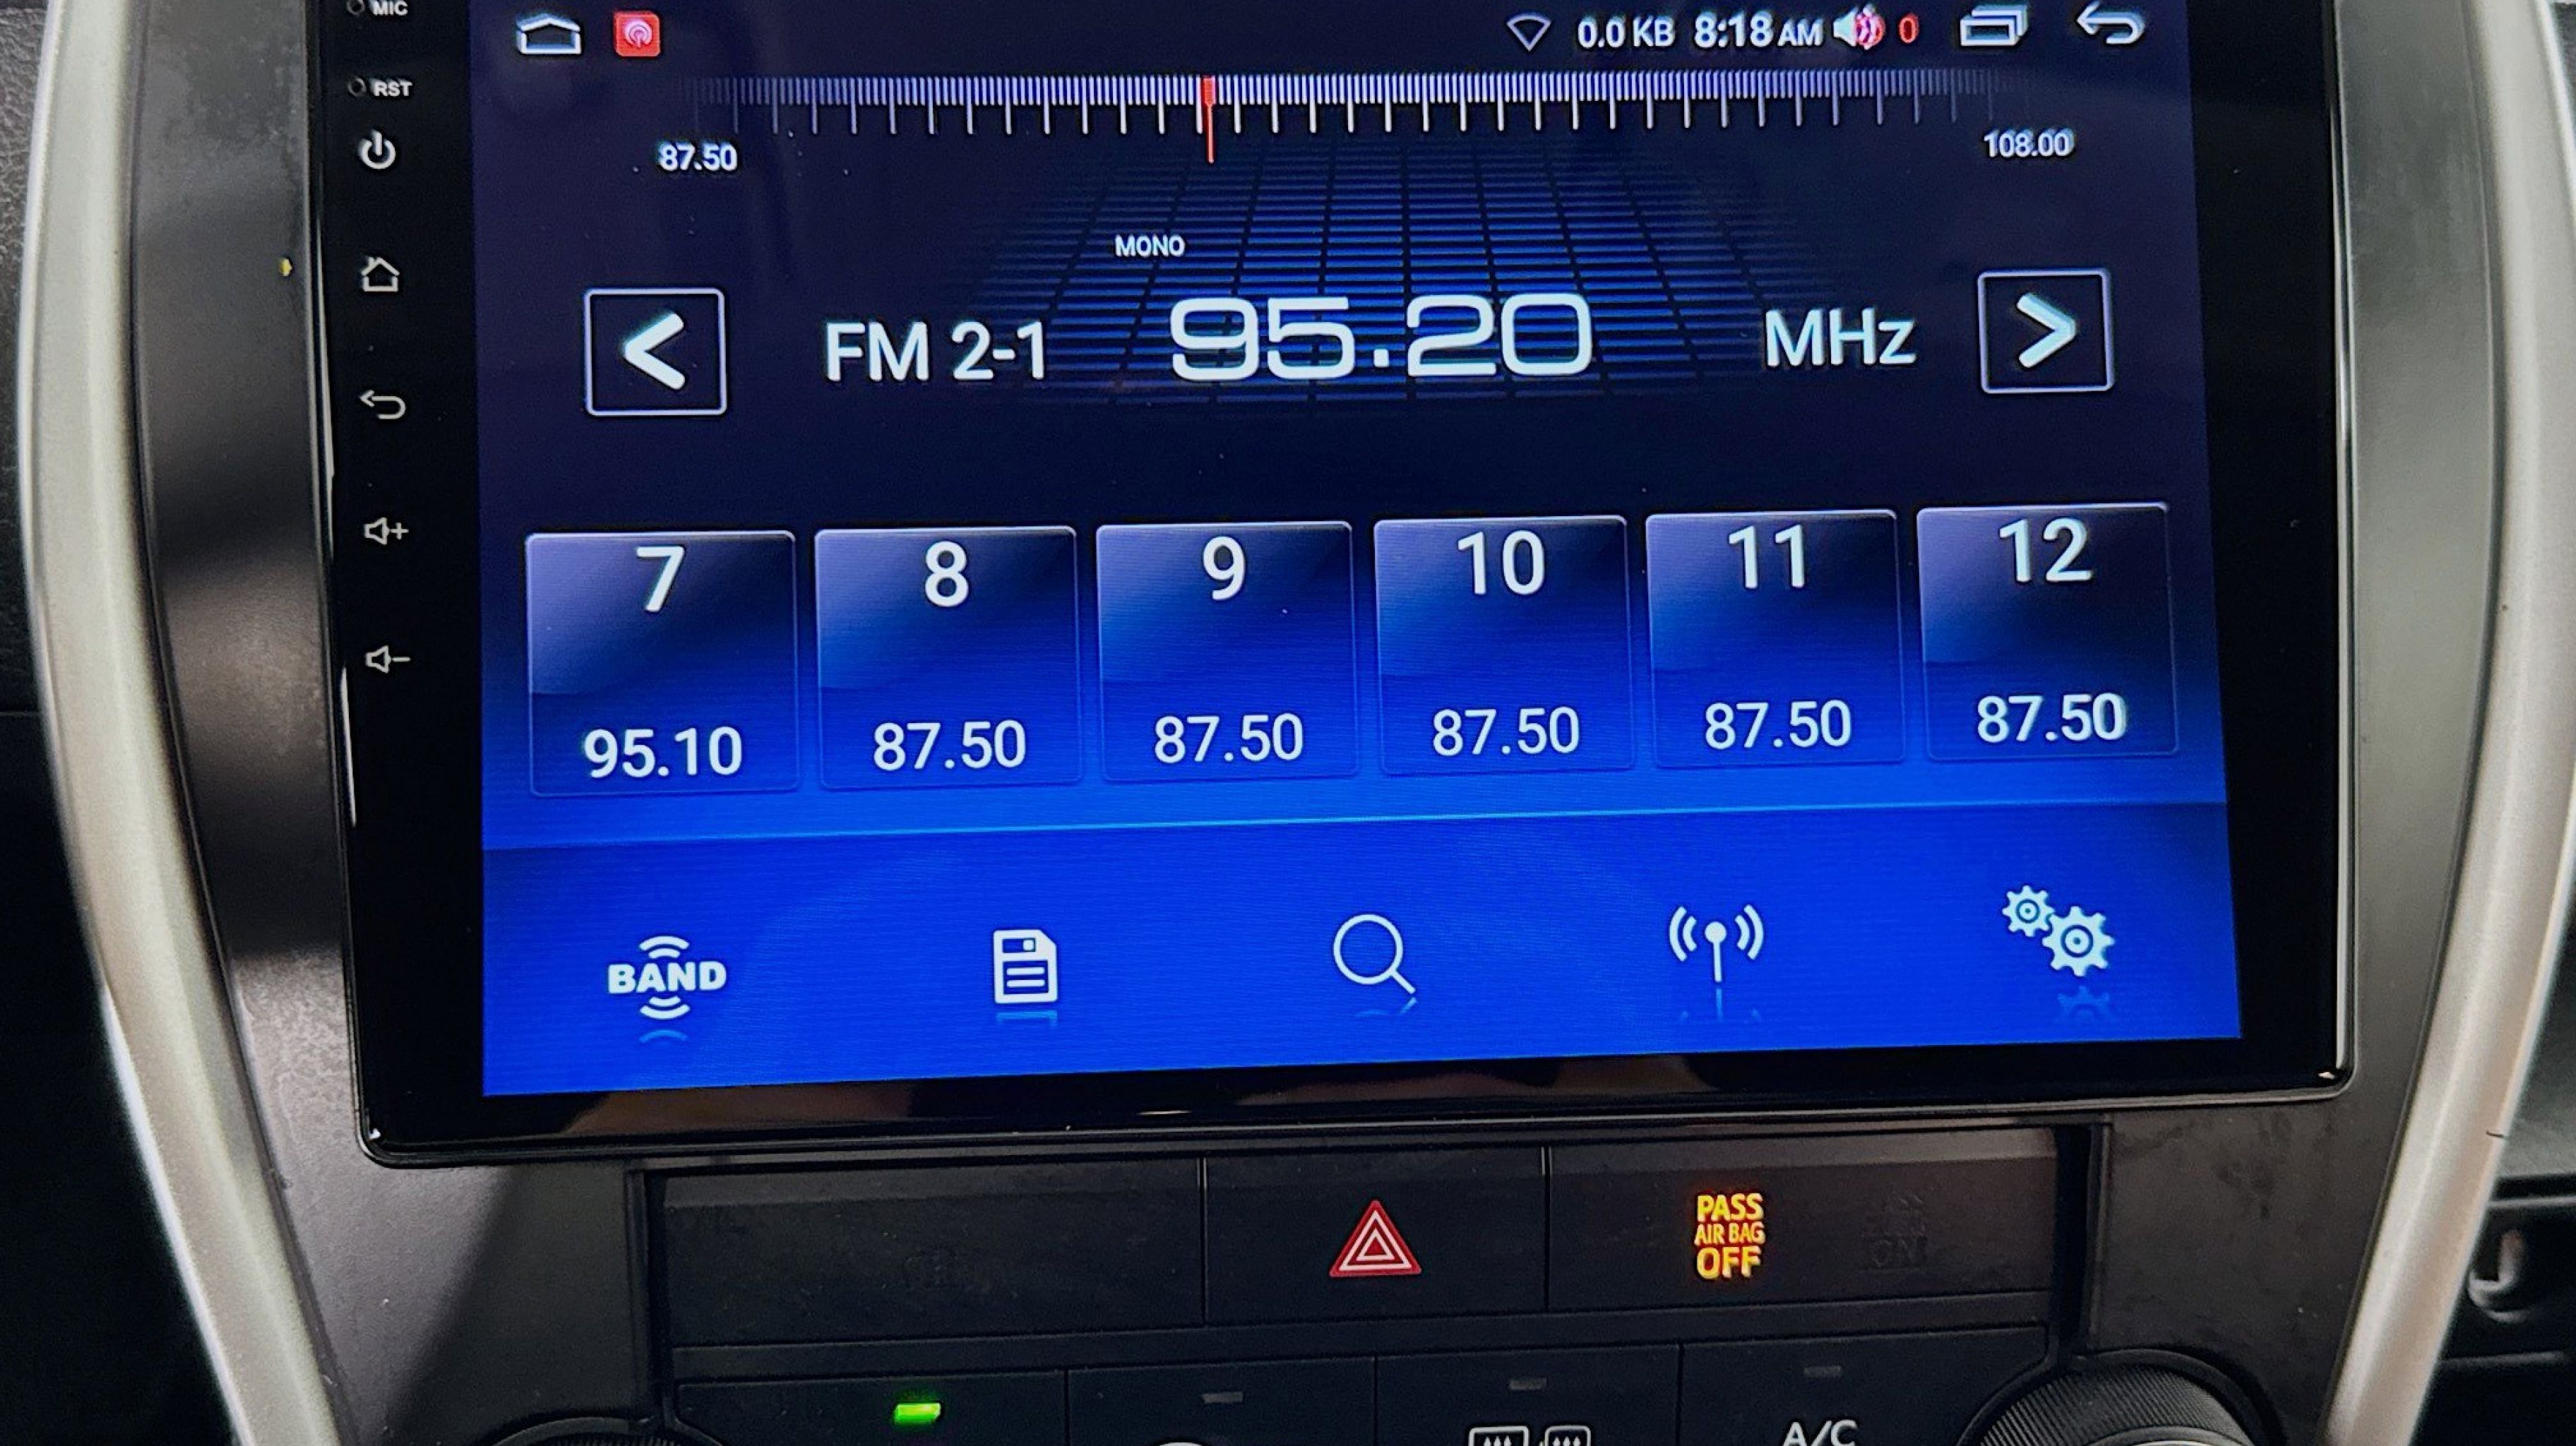 MIC
0.0 KB 8:18 AM 0
RST
87.50 108.00
MONO
FM 2-1 95.20 MHz
7 8 9 10 11 12
95.10 87.50 87.50 87.50 87.50 87.50
BAND
PASS
AIR BAG
OFF
ON
A/C